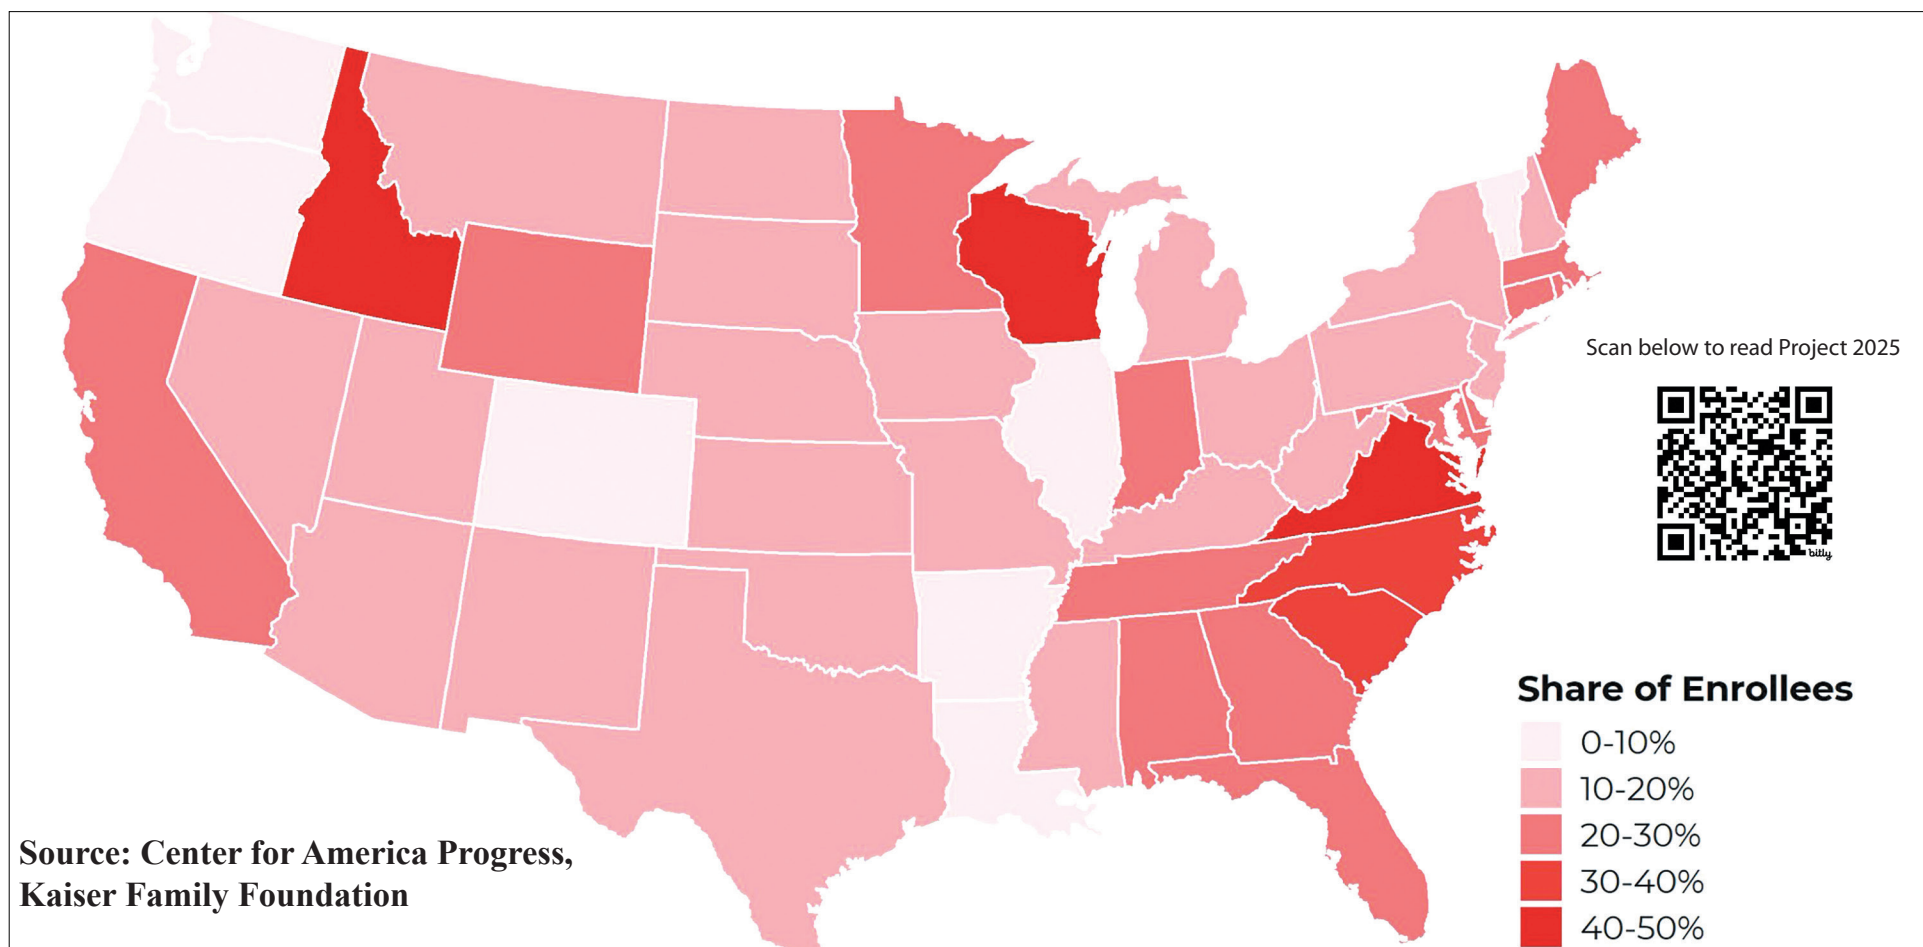 Scan below to read Project 2025
bitly
Share of Enrollees
0-10%
10-20%
20-30%
30-40%
40-50%
Source: Center for America Progress,
Kaiser Family Foundation